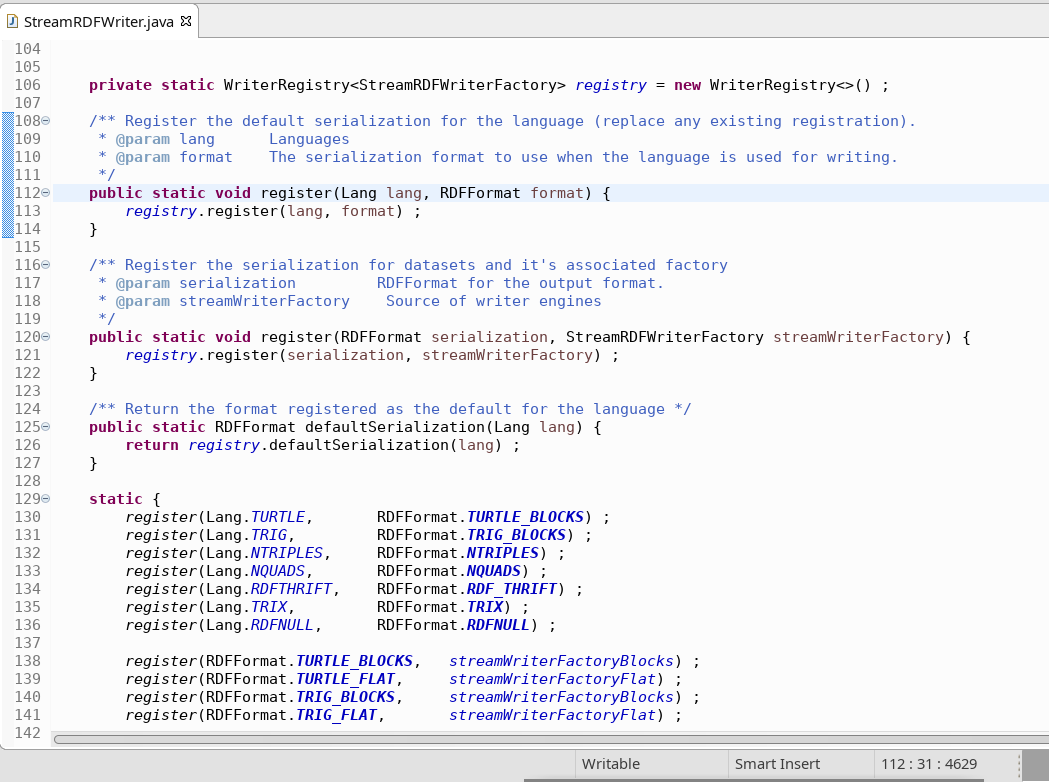 StreamRDFWriter.java
104
105
106     private static WriterRegistry<StreamRDFWriterFactory> registry = new WriterRegistry<>() ;
107
108     /** Register the default serialization for the language (replace any existing registration).
109      * @param lang      Languages
110      * @param format    The serialization format to use when the language is used for writing.
111      */
112     public static void register(Lang lang, RDFFormat format) {
113         registry.register(lang, format) ;
114     }
115
116     /** Register the serialization for datasets and it's associated factory
117      * @param serialization         RDFFormat for the output format.
118      * @param streamWriterFactory    Source of writer engines
119      */
120     public static void register(RDFFormat serialization, StreamRDFWriterFactory streamWriterFactory) {
121         registry.register(serialization, streamWriterFactory) ;
122     }
123
124     /** Return the format registered as the default for the language */
125     public static RDFFormat defaultSerialization(Lang lang) {
126         return registry.defaultSerialization(lang) ;
127     }
128
129     static {
130         register(Lang.TURTLE,       RDFFormat.TURTLE_BLOCKS) ;
131         register(Lang.TRIG,         RDFFormat.TRIG_BLOCKS) ;
132         register(Lang.NTRIPLES,     RDFFormat.NTRIPLES) ;
133         register(Lang.NQUADS,       RDFFormat.NQUADS) ;
134         register(Lang.RDFTHRIFT,    RDFFormat.RDF_THRIFT) ;
135         register(Lang.TRIX,         RDFFormat.TRIX) ;
136         register(Lang.RDFNULL,      RDFFormat.RDFNULL) ;
137
138         register(RDFFormat.TURTLE_BLOCKS,   streamWriterFactoryBlocks) ;
139         register(RDFFormat.TURTLE_FLAT,     streamWriterFactoryFlat) ;
140         register(RDFFormat.TRIG_BLOCKS,     streamWriterFactoryBlocks) ;
141         register(RDFFormat.TRIG_FLAT,       streamWriterFactoryFlat) ;
142
Writable Smart Insert 112 : 31 : 4629